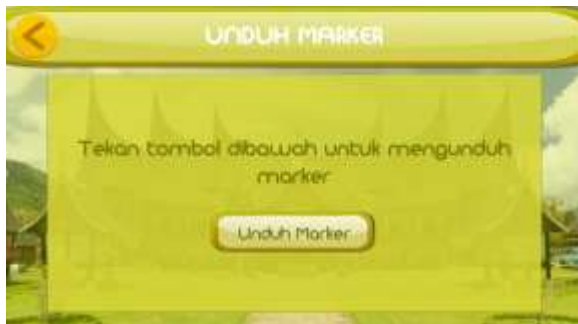 UNDUH MARKER
Tekan tombol dibawah untuk mengunduh
marker
Unduh Marker